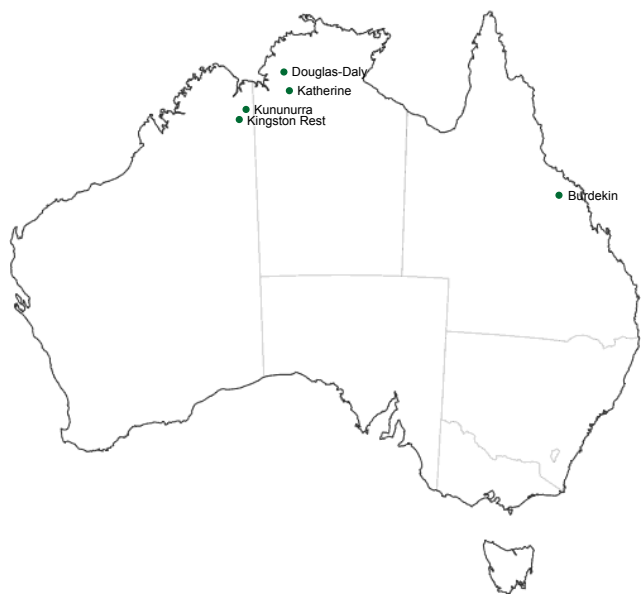 Douglas-Daly
Katherine
Kununurra
Kingston Rest
Burdekin